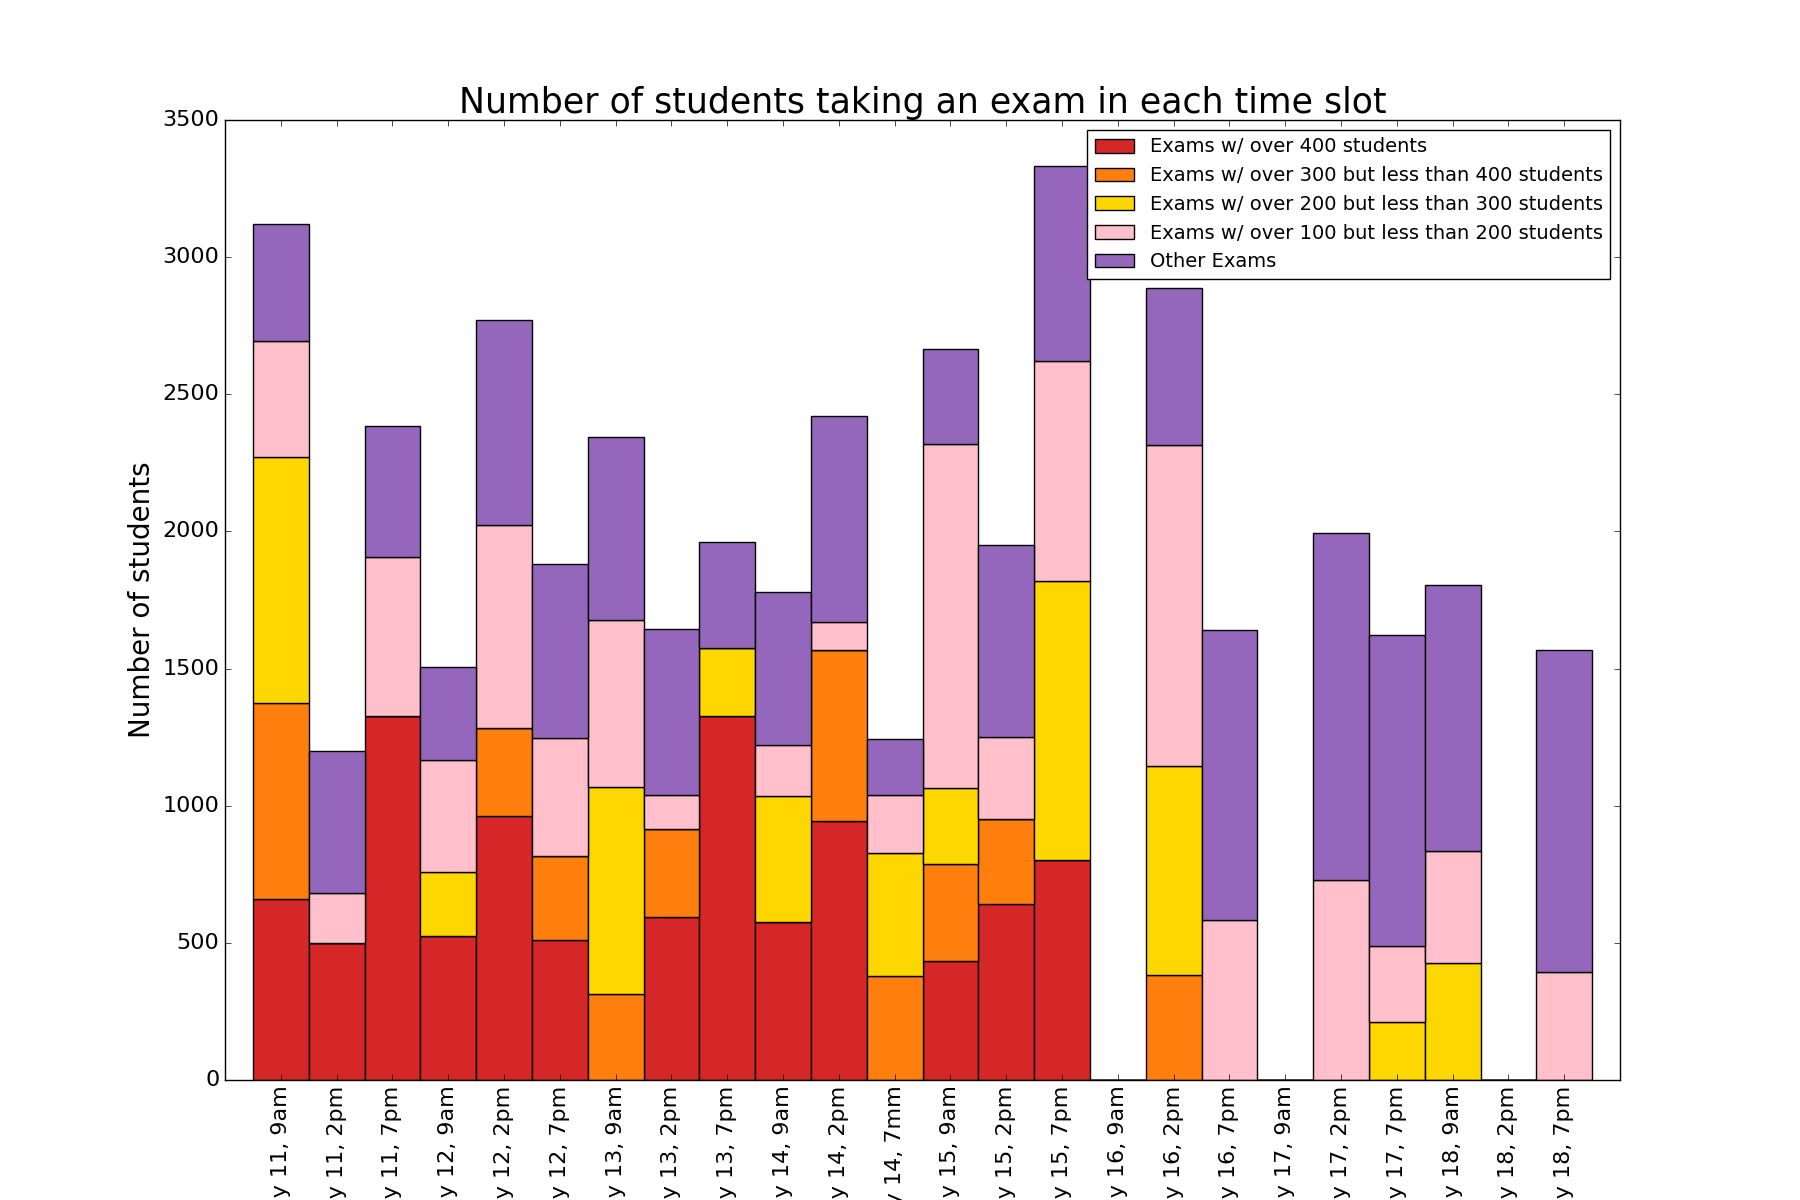 Number of students taking an exam in each time slot
Exams w/ over 400 students
Exams w/ over 300 but less than 400 students
Exams w/ over 200 but less than 300 students
Exams w/ over 100 but less than 200 students
Other Exams
Number of students
3500
3000
2500
2000
1500
1000
500
0
y 11, 9am
y 11, 2pm
y 11, 7pm
y 12, 9am
y 12, 2pm
y 12, 7pm
y 13, 9am
y 13, 2pm
y 13, 7pm
y 14, 9am
y 14, 2pm
y 14, 7mm
y 15, 9am
y 15, 2pm
y 15, 7pm
y 16, 9am
y 16, 2pm
y 16, 7pm
y 17, 9am
y 17, 2pm
y 17, 7pm
y 18, 9am
y 18, 2pm
y 18, 7pm